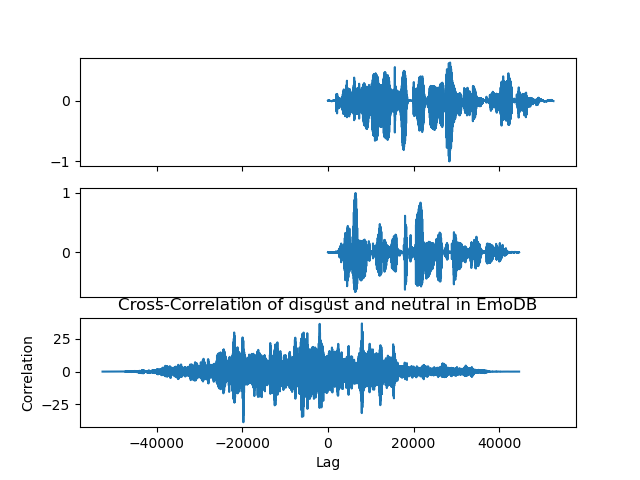 0
−1
1
0
Cross-Correlation of disgust and neutral in EmoDB
Correlation
25
0
−25
−40000 −20000 0 20000 40000
Lag